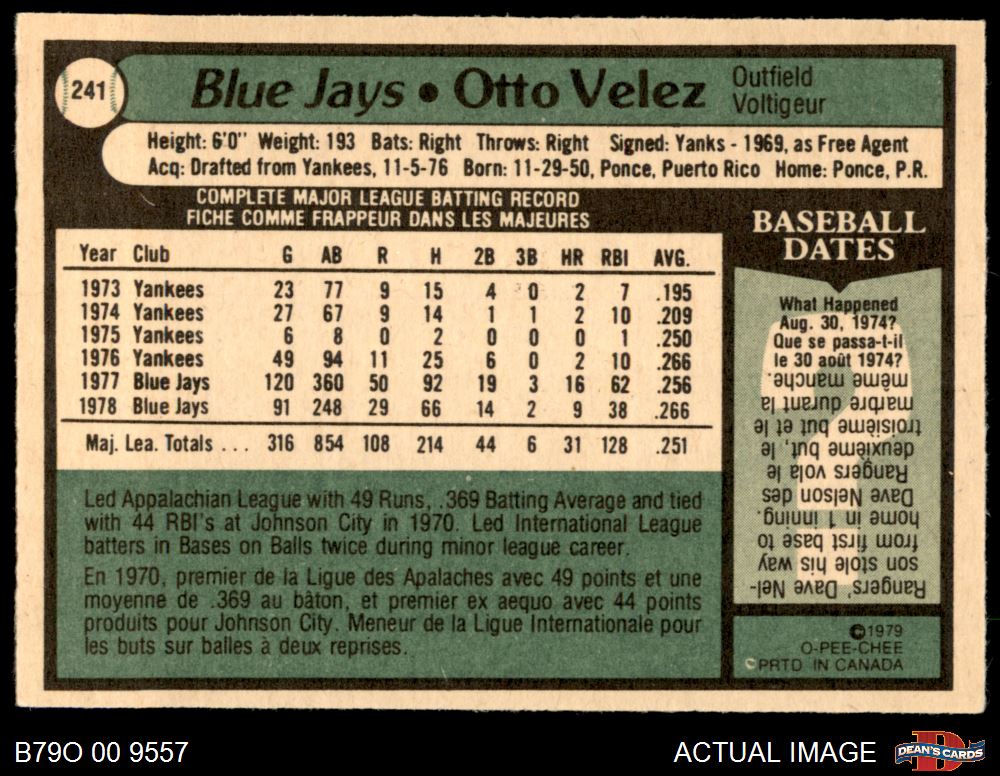 241
Blue Jays • Otto Velez
Outfield
Voltigeur
Height: 6'0" Weight: 193 Bats: Right Throws: Right Signed: Yanks - 1969, as Free Agent
Acq: Drafted from Yankees, 11-5-76 Born: 11-29-50, Ponce, Puerto Rico Home: Ponce, P.R.
COMPLETE MAJOR LEAGUE BATTING RECORD
FICHE COMME FRAPPEUR DANS LES MAJEURES
Year Club G AB R H 2B 3B HR RBI AVG.
1973 Yankees 23 77 9 15 4 0 2 7 .195
1974 Yankees 27 67 9 14 1 1 2 10 .209
1975 Yankees 6 8 0 2 0 0 0 1 .250
1976 Yankees 49 94 11 25 6 0 2 10 .266
1977 Blue Jays 120 360 50 92 19 3 16 62 .256
1978 Blue Jays 91 248 29 66 14 2 9 38 .266
Maj. Lea. Totals ... 316 854 108 214 44 6 31 128 .251
Led Appalachian League with 49 Runs, .369 Batting Average and tied
with 44 RBI's at Johnson City in 1970. Led International League
batters in Bases on Balls twice during minor league career.
En 1970, premier de la Ligue des Apalaches avec 49 points et une
moyenne de .369 au bâton, et premier ex aequo avec 44 points
produits pour Johnson City. Meneur de la Ligue Internationale pour
les buts sur balles à deux reprises.
BASEBALL
DATES
What Happened
Aug. 30, 1974?
Que se passa-t-il
le 30 août 1974?
Rangers' Dave Nel-
son stole his way
from first base to
home in 1 inning.
Dave Nelson des
Rangers vola le
deuxième but, le
troisième but et le
marbre durant la
même manche.
©1979
O-PEE-CHEE
©PRTD IN CANADA
B79O 00 9557
ACTUAL IMAGE
D
DEAN'S CARDS